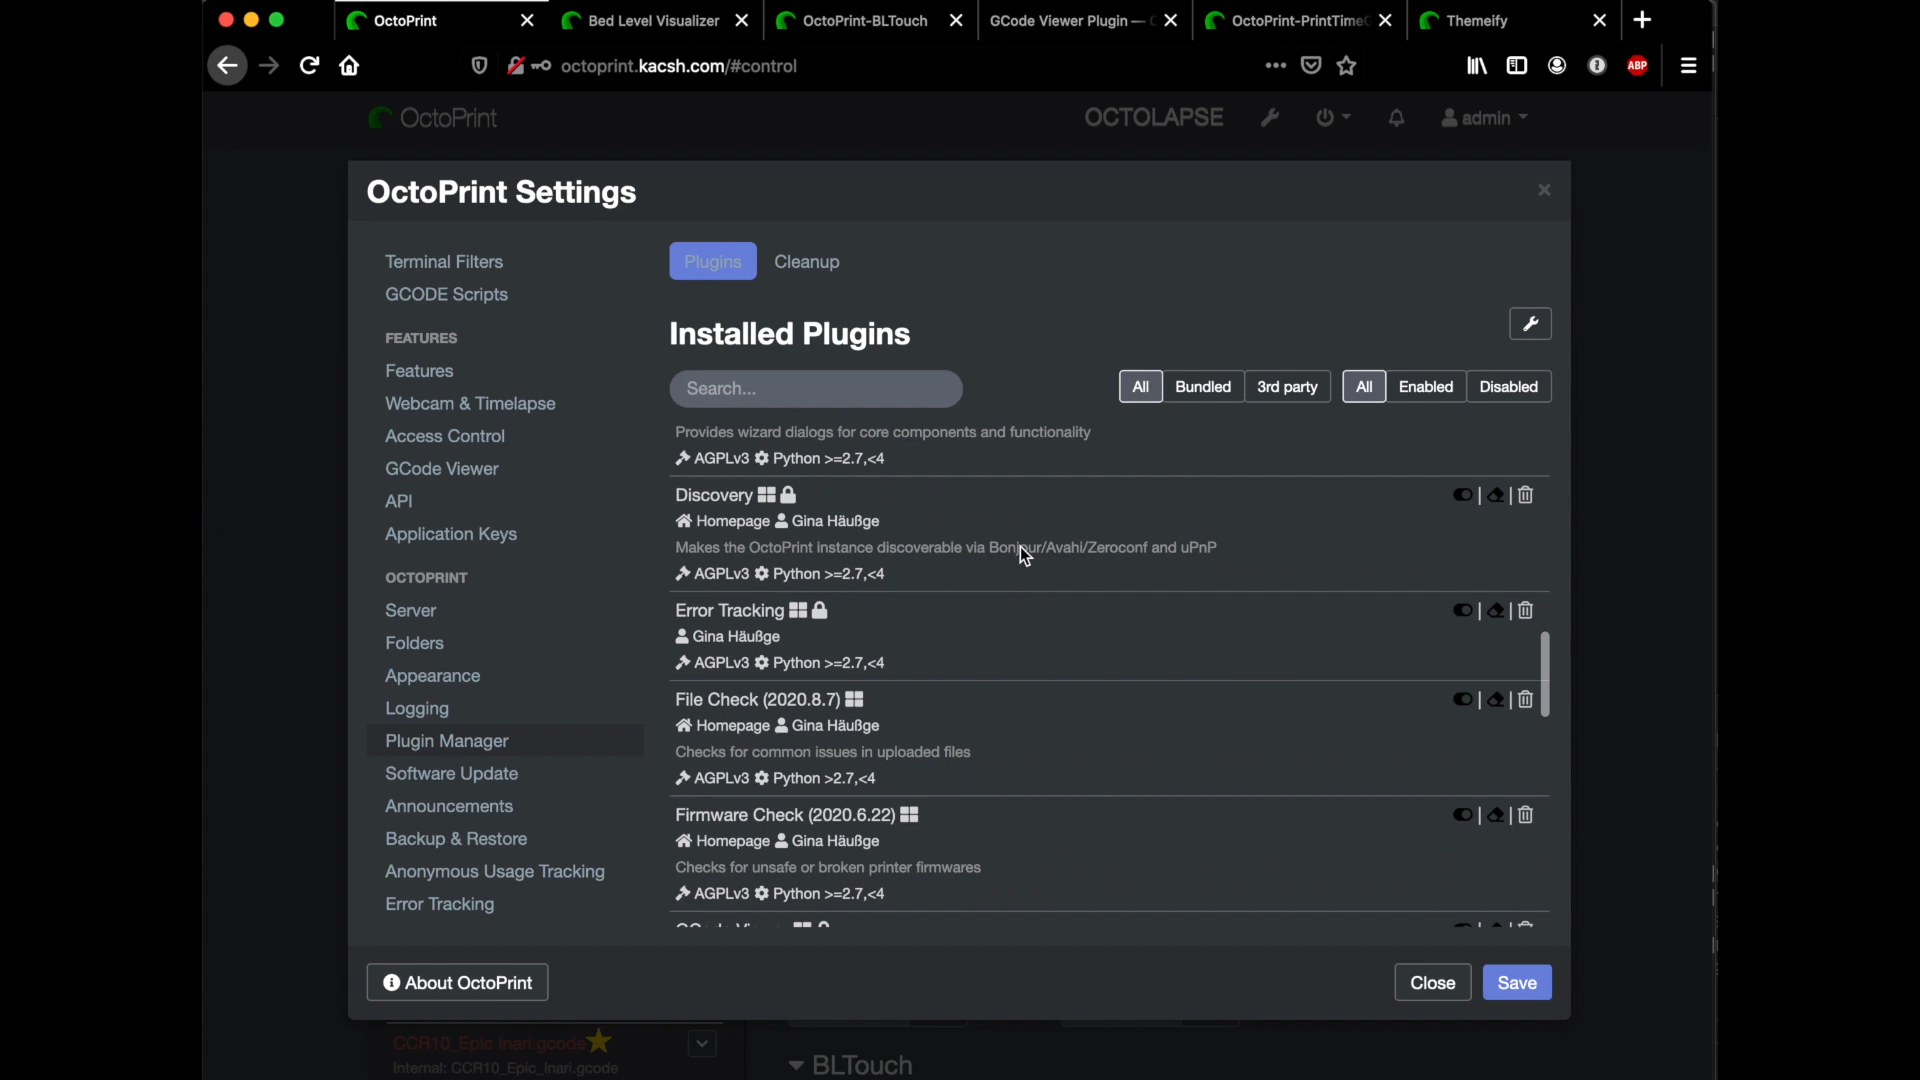 OctoPrint
Bed Level Visualizer
OctoPrint-BLTouch
GCode Viewer Plugin —
OctoPrint-PrintTime
Themeify
octoprint.kacsh.com/#control
ABP
OctoPrint
OCTOLAPSE
admin
OctoPrint Settings
Terminal Filters
GCODE Scripts
FEATURES
Features
Webcam & Timelapse
Access Control
GCode Viewer
API
Application Keys
OCTOPRINT
Server
Folders
Appearance
Logging
Plugin Manager
Software Update
Announcements
Backup & Restore
Anonymous Usage Tracking
Error Tracking
Plugins
Cleanup
Installed Plugins
Search...
All Bundled 3rd party
All Enabled Disabled
Provides wizard dialogs for core components and functionality
AGPLv3 Python >=2.7,<4
Discovery
Homepage Gina Häußge
Makes the OctoPrint instance discoverable via Bonjour/Avahi/Zeroconf and uPnP
AGPLv3 Python >=2.7,<4
Error Tracking
Gina Häußge
AGPLv3 Python >=2.7,<4
File Check (2020.8.7)
Homepage Gina Häußge
Checks for common issues in uploaded files
AGPLv3 Python >2.7,<4
Firmware Check (2020.6.22)
Homepage Gina Häußge
Checks for unsafe or broken printer firmwares
AGPLv3 Python >=2.7,<4
About OctoPrint
Close
Save
CCR10_Epic Inari.gcode
Internal: CCR10_Epic_Inari.gcode
BLTouch